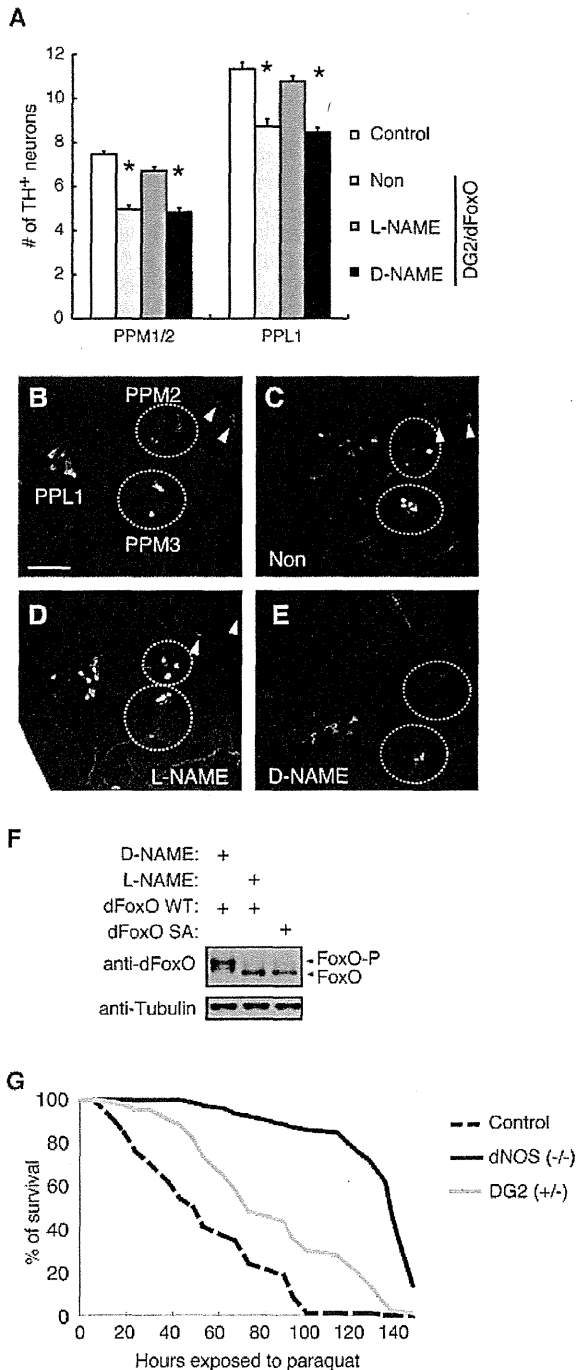 A
12
10
8
6
4
2
0
# of TH+ neurons
* * * *
PPM1/2 PPL1
Control
Non
L-NAME
D-NAME
DG2/dFoxO
B PPM2
PPL1
PPM3
C
Non
D
L-NAME
E
D-NAME
F
D-NAME: +
L-NAME: +
dFoxO WT: + +
dFoxO SA: +
anti-dFoxO FoxO-P
FoxO
anti-Tubulin
G
100
80
60
40
20
0
% of survival
0 20 40 60 80 100 120 140
Hours exposed to paraquat
Control
dNOS (-/-)
DG2 (+/-)